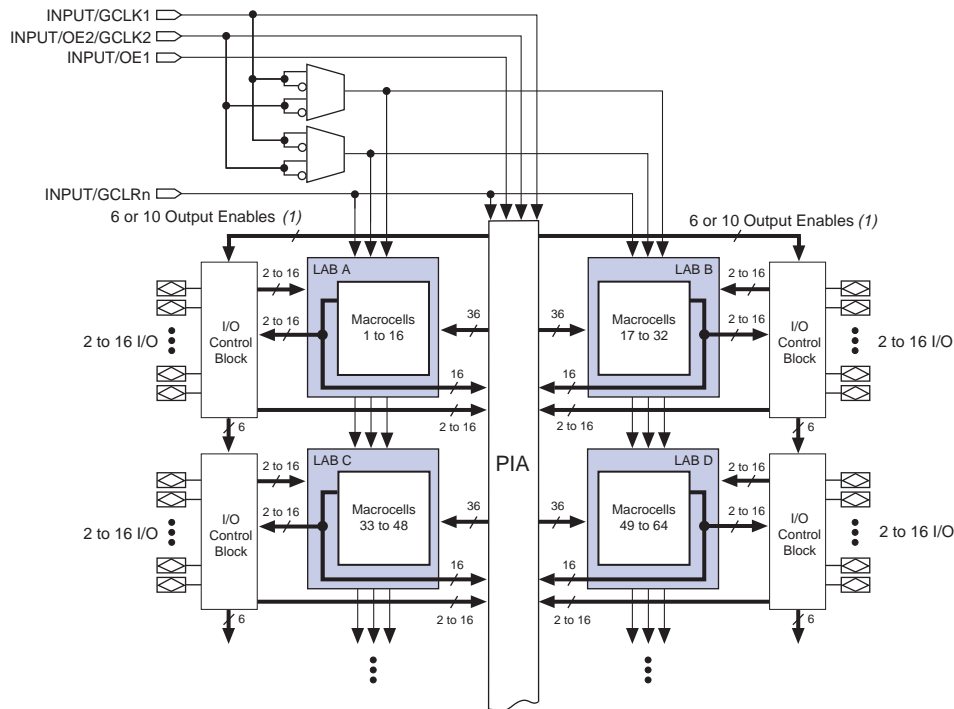 INPUT/GCLK1
INPUT/OE2/GCLK2
INPUT/OE1
INPUT/GCLRn
6 or 10 Output Enables (1)
6 or 10 Output Enables (1)
LAB A
2 to 16
I/O
Control
Block
2 to 16
Macrocells
1 to 16
36
16
2 to 16
2 to 16 I/O
6
36
LAB B
Macrocells
17 to 32
2 to 16
2 to 16
I/O
Control
Block
16
2 to 16
2 to 16 I/O
6
PIA
LAB C
2 to 16
I/O
Control
Block
2 to 16
Macrocells
33 to 48
36
16
2 to 16
2 to 16 I/O
6
36
LAB D
Macrocells
49 to 64
2 to 16
2 to 16
I/O
Control
Block
16
2 to 16
2 to 16 I/O
6